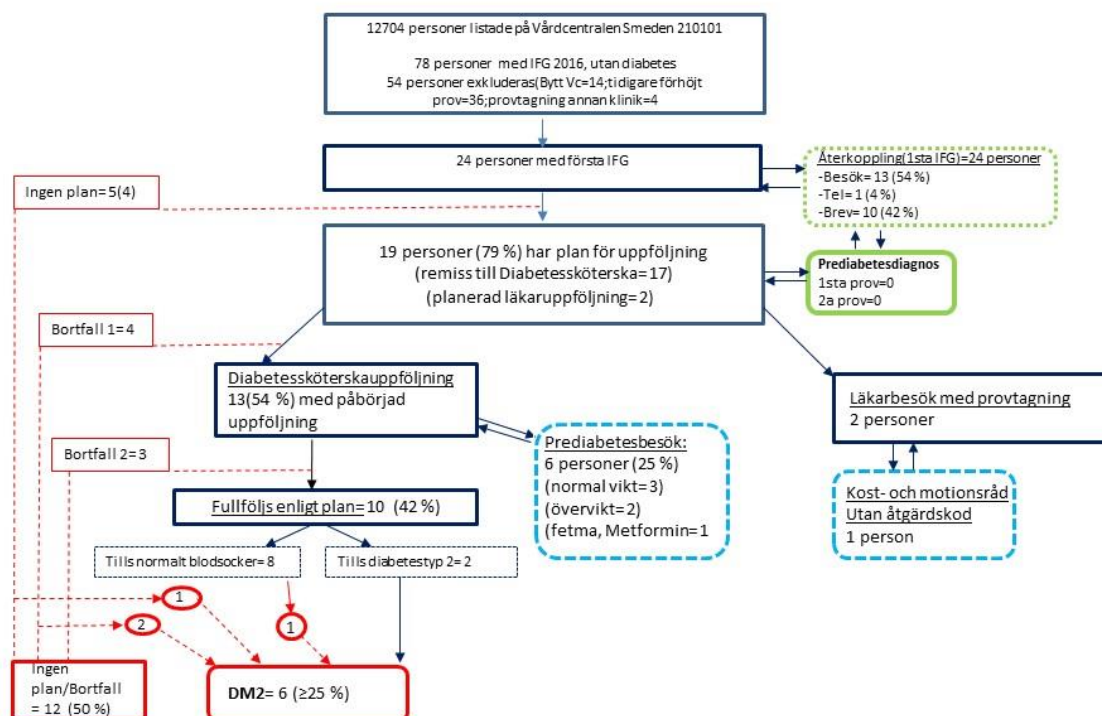 12704 personer listade på Vårdcentralen Smeden 210101
78 personer med IFG 2016, utan diabetes
54 personer exkluderas(Bytt Vc=14;tidigare förhöjt
prov=36;provtagning annan klinik=4
24 personer med första IFG
Återkoppling(1sta IFG)=24 personer
-Besök= 13 (54 %)
-Tel= 1 (4 %)
-Brev= 10 (42 %)
Ingen plan= 5(4)
19 personer (79 %) har plan för uppföljning
(remiss till Diabetessköterska= 17)
(planerad läkaruppföljning= 2)
Prediabetesdiagnos
1sta prov=0
2a prov=0
Bortfall 1= 4
Diabetessköterskauppföljning
13(54 %) med påbörjad
uppföljning
Läkarbesök med provtagning
2 personer
Bortfall 2=3
Prediabetesbesök:
6 personer (25 %)
(normal vikt=3)
(övervikt=2)
(fetma, Metformin=1
Kost- och motionsråd
Utan åtgärdskod
1 person
Fullföljs enligt plan= 10 (42 %)
Tills normalt blodsocker= 8
Tills diabetestyp 2= 2
1
2
1
Ingen
plan/Bortfall
= 12 (50 %)
DM2= 6 (≥25 %)